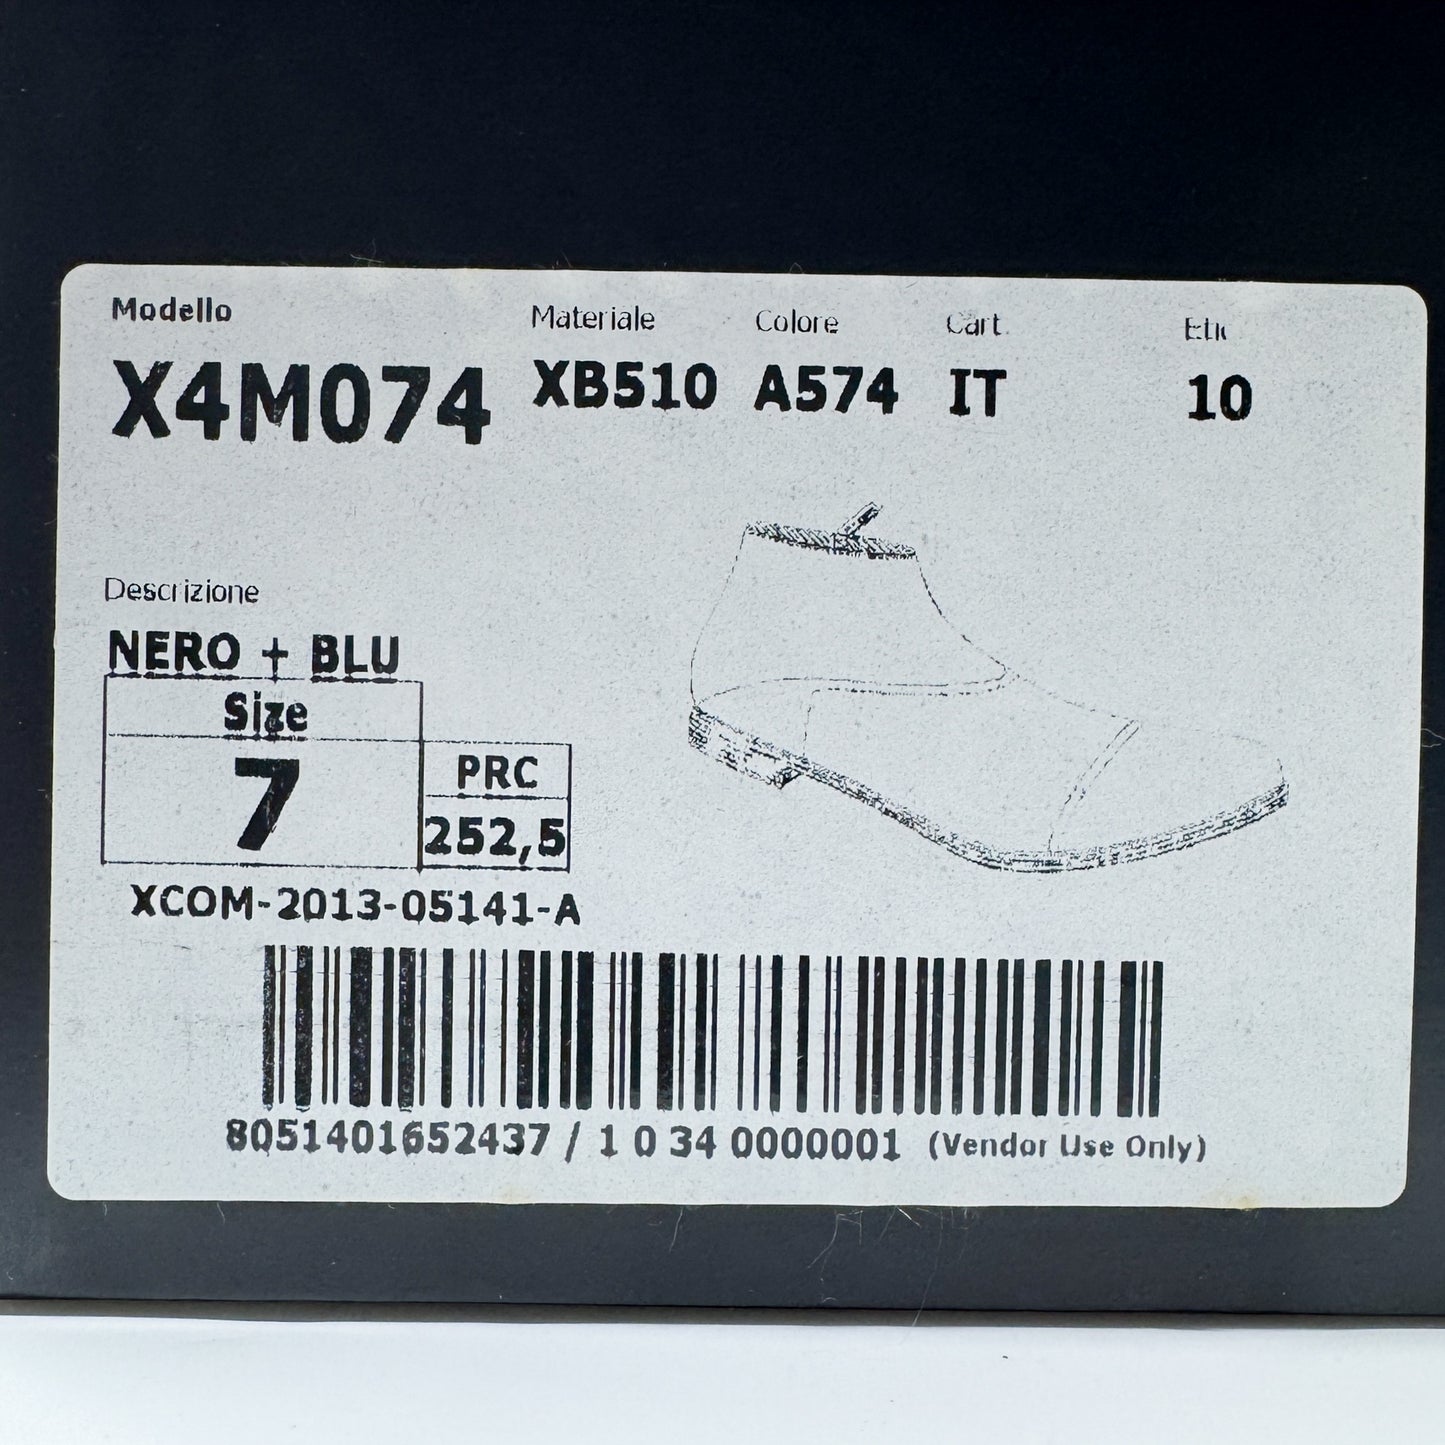 Modello Materiale Colore Cart Etic
X4M074 XB510 A574 IT 10
Descrizione
NERO + BLU
Size
7
PRC
252,5
XCOM-2013-05141-A
8051401652437 / 1 0 34 0000001 (Vendor Use Only)